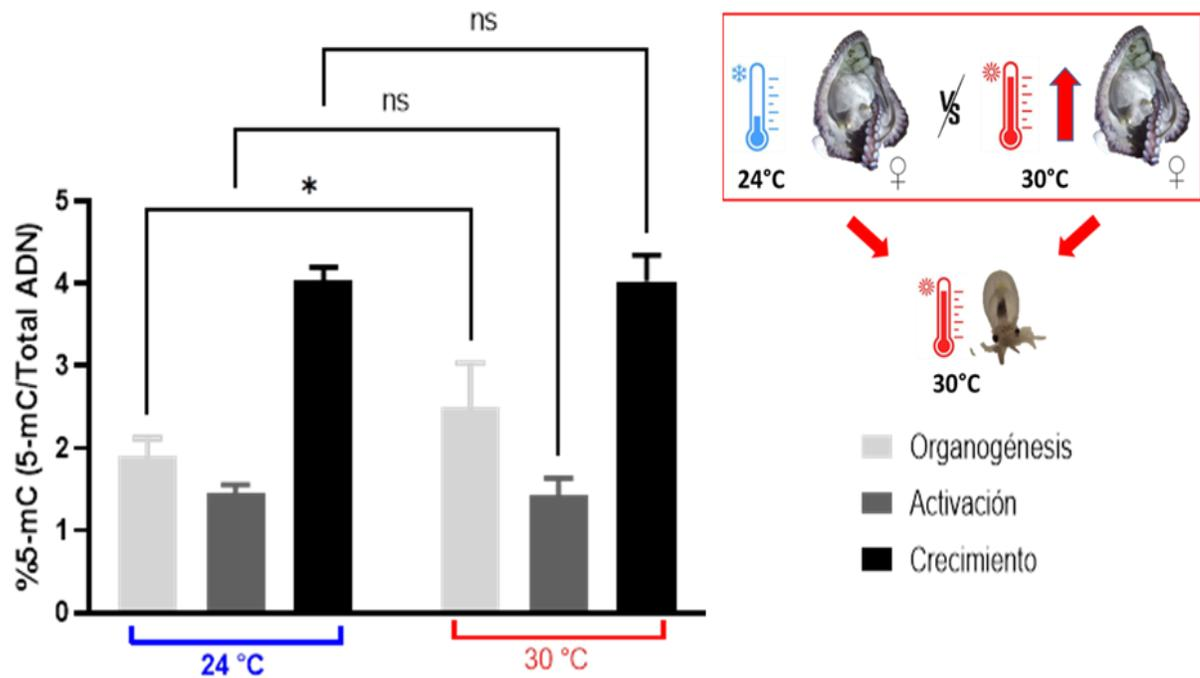 ns
ns
*
%5-mC (5-mC/Total ADN)
5
4
3
2
1
0
24 °C
30 °C
24°C
♀
V/S
30°C
♀
30°C
Organogénesis
Activación
Crecimiento